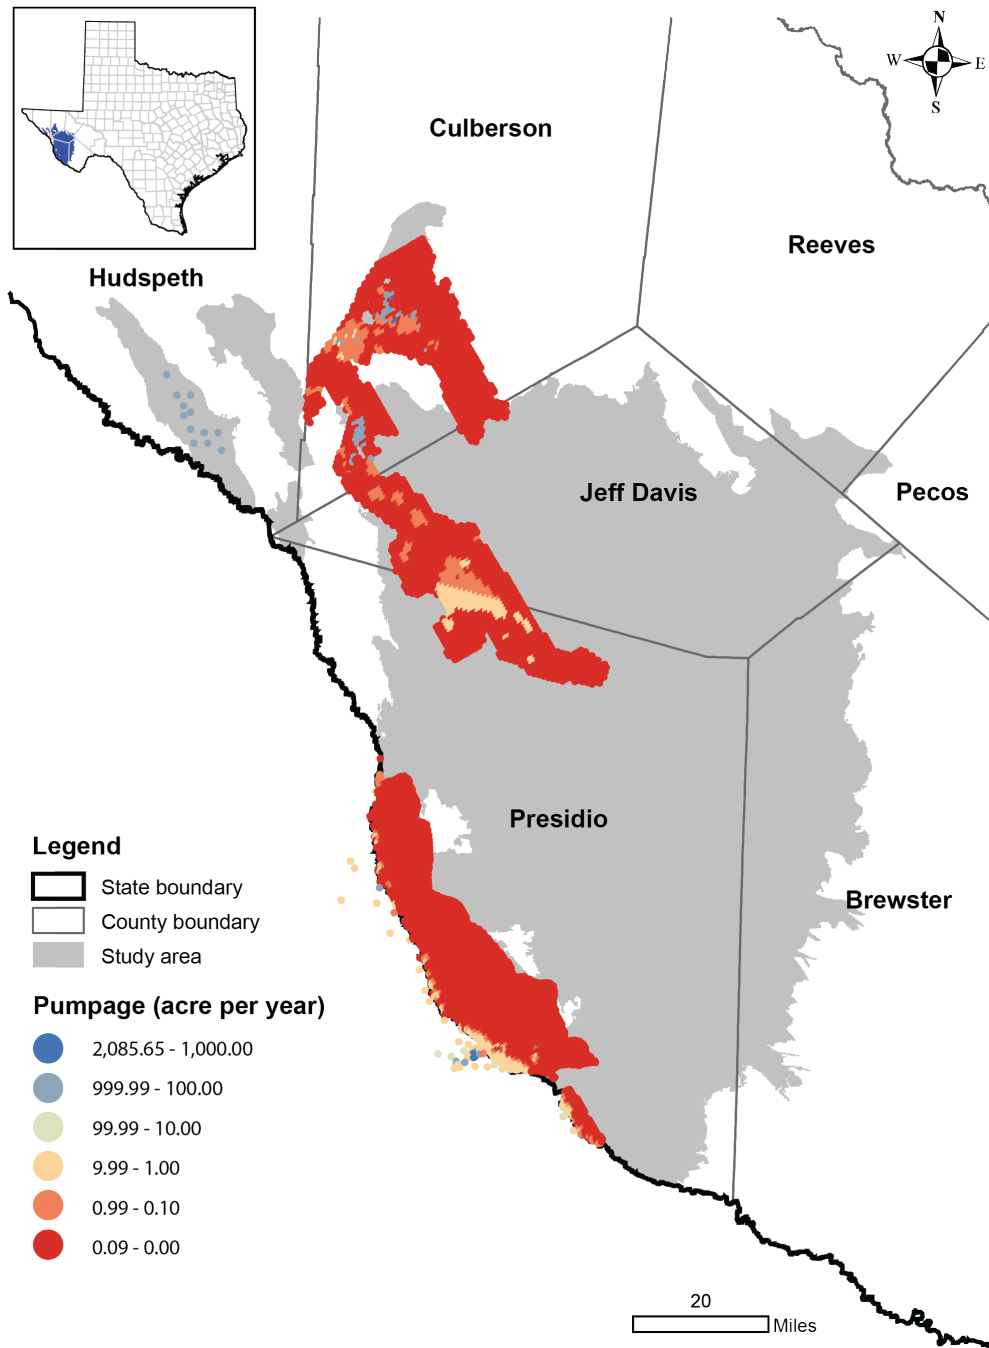 N
W
E
S
Culberson
Reeves
Hudspeth
Jeff Davis
Pecos
Presidio
Brewster
Legend
State boundary
County boundary
Study area
Pumpage (acre per year)
2,085.65 - 1,000.00
999.99 - 100.00
99.99 - 10.00
9.99 - 1.00
0.99 - 0.10
0.09 - 0.00
20
Miles